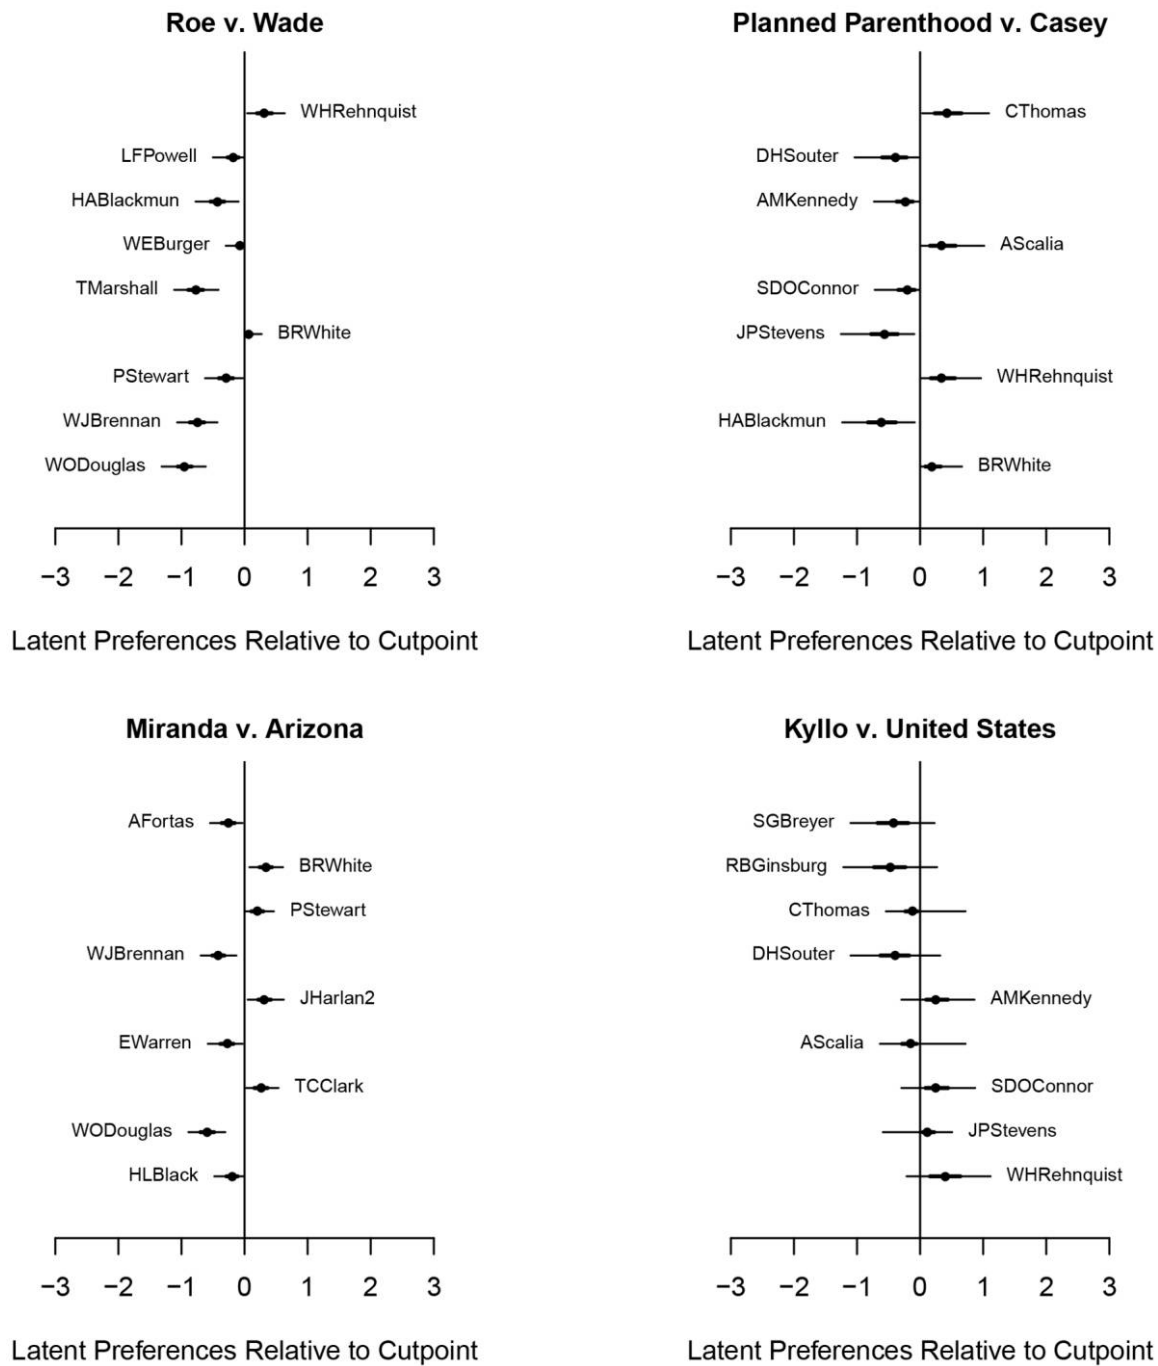 Roe v. Wade
WHRehnquist
LFPowell
HABlackmun
WEBurger
TMarshall
BRWhite
PStewart
WJBrennan
WODouglas
−3 −2 −1 0 1 2 3
Latent Preferences Relative to Cutpoint
Planned Parenthood v. Casey
CThomas
DHSouter
AMKennedy
AScalia
SDOConnor
JPStevens
WHRehnquist
HABlackmun
BRWhite
−3 −2 −1 0 1 2 3
Latent Preferences Relative to Cutpoint
Miranda v. Arizona
AFortas
BRWhite
PStewart
WJBrennan
JHarlan2
EWarren
TCClark
WODouglas
HLBlack
−3 −2 −1 0 1 2 3
Latent Preferences Relative to Cutpoint
Kyllo v. United States
SGBreyer
RBGinsburg
CThomas
DHSouter
AMKennedy
AScalia
SDOConnor
JPStevens
WHRehnquist
−3 −2 −1 0 1 2 3
Latent Preferences Relative to Cutpoint